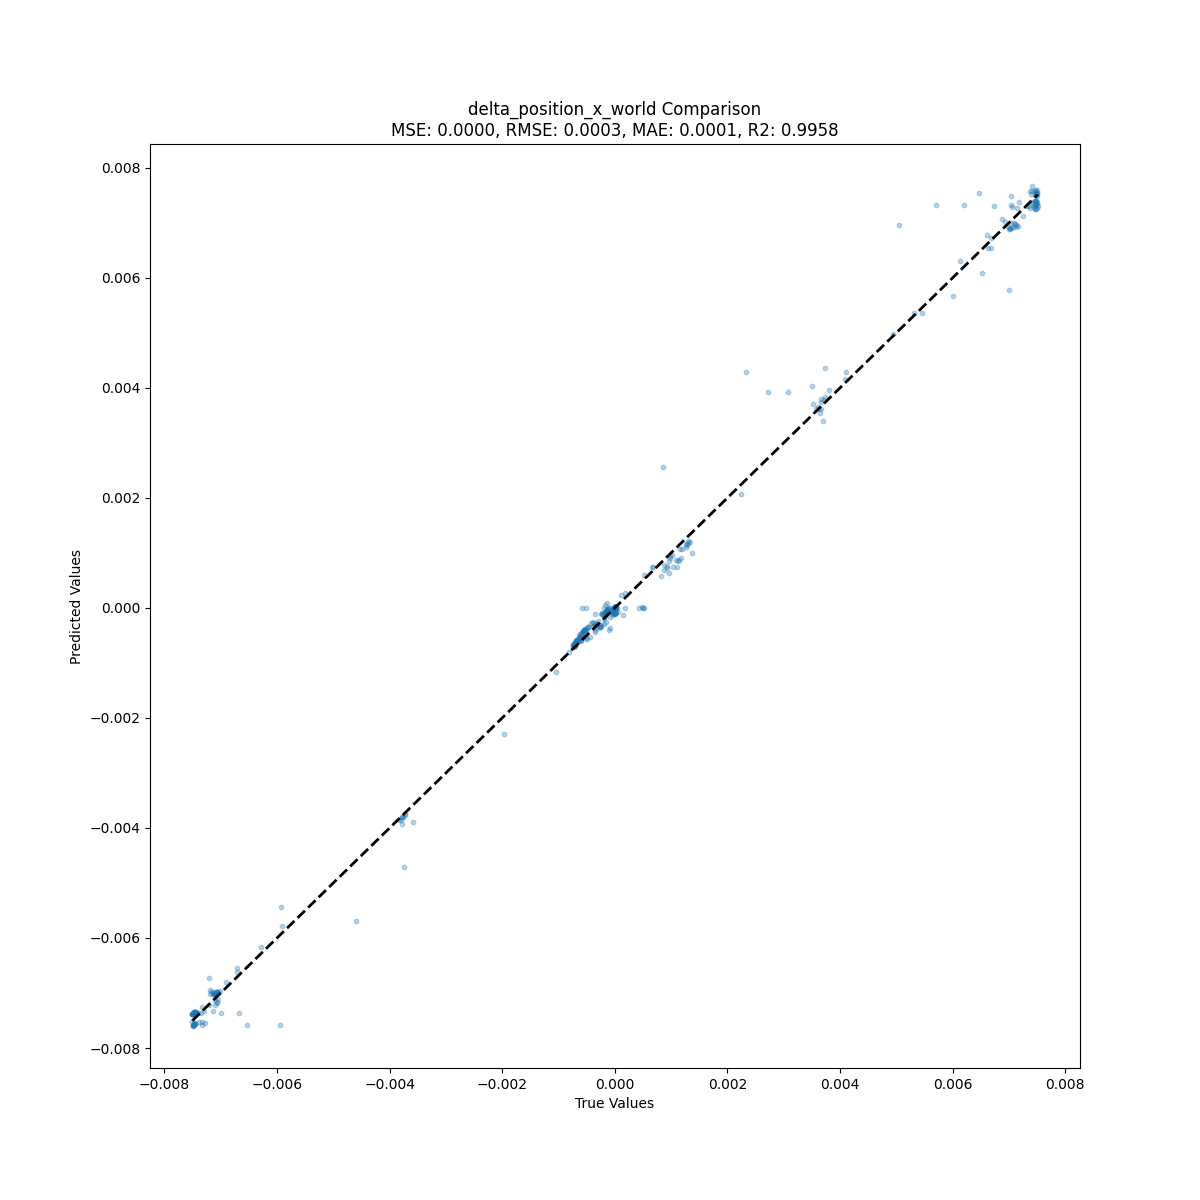 delta_position_x_world Comparison
MSE: 0.0000, RMSE: 0.0003, MAE: 0.0001, R2: 0.9958
0.008
0.006
0.004
0.002
0.000
−0.002
−0.004
−0.006
−0.008
Predicted Values
−0.008 −0.006 −0.004 −0.002 0.000 0.002 0.004 0.006 0.008
True Values